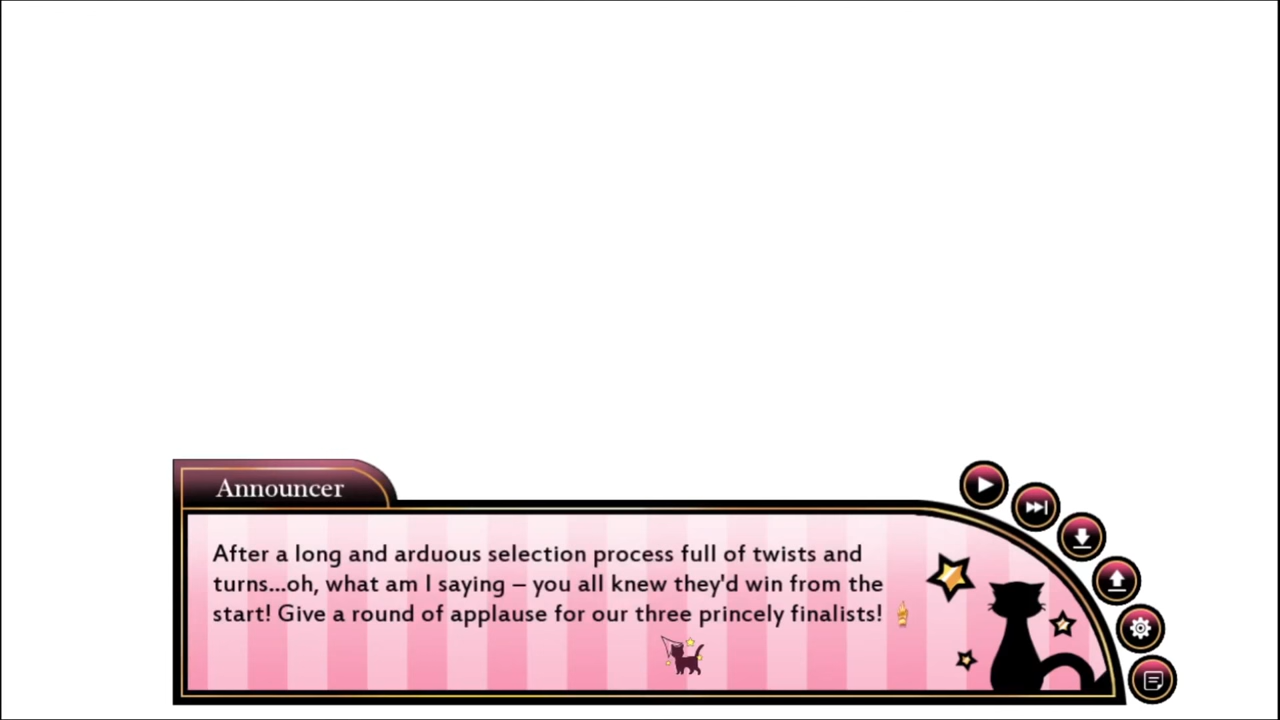 Announcer
After a long and arduous selection process full of twists and
turns...oh, what am I saying – you all knew they'd win from the
start! Give a round of applause for our three princely finalists!